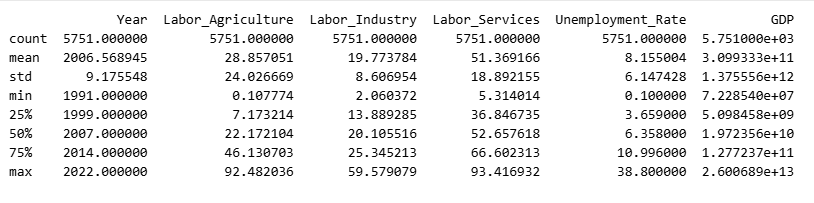 Year Labor_Agriculture Labor_Industry Labor_Services Unemployment_Rate GDP
count 5751.000000 5751.000000 5751.000000 5751.000000 5751.000000 5.751000e+03
mean 2006.568945 28.857051 19.773784 51.369166 8.155004 3.099333e+11
std 9.175548 24.026669 8.606954 18.892155 6.147428 1.375556e+12
min 1991.000000 0.107774 2.060372 5.314014 0.100000 7.228540e+07
25% 1999.000000 7.173214 13.889285 36.846735 3.659000 5.098458e+09
50% 2007.000000 22.172104 20.105516 52.657618 6.358000 1.972356e+10
75% 2014.000000 46.130703 25.345213 66.602313 10.996000 1.277237e+11
max 2022.000000 92.482036 59.579079 93.416932 38.800000 2.600689e+13